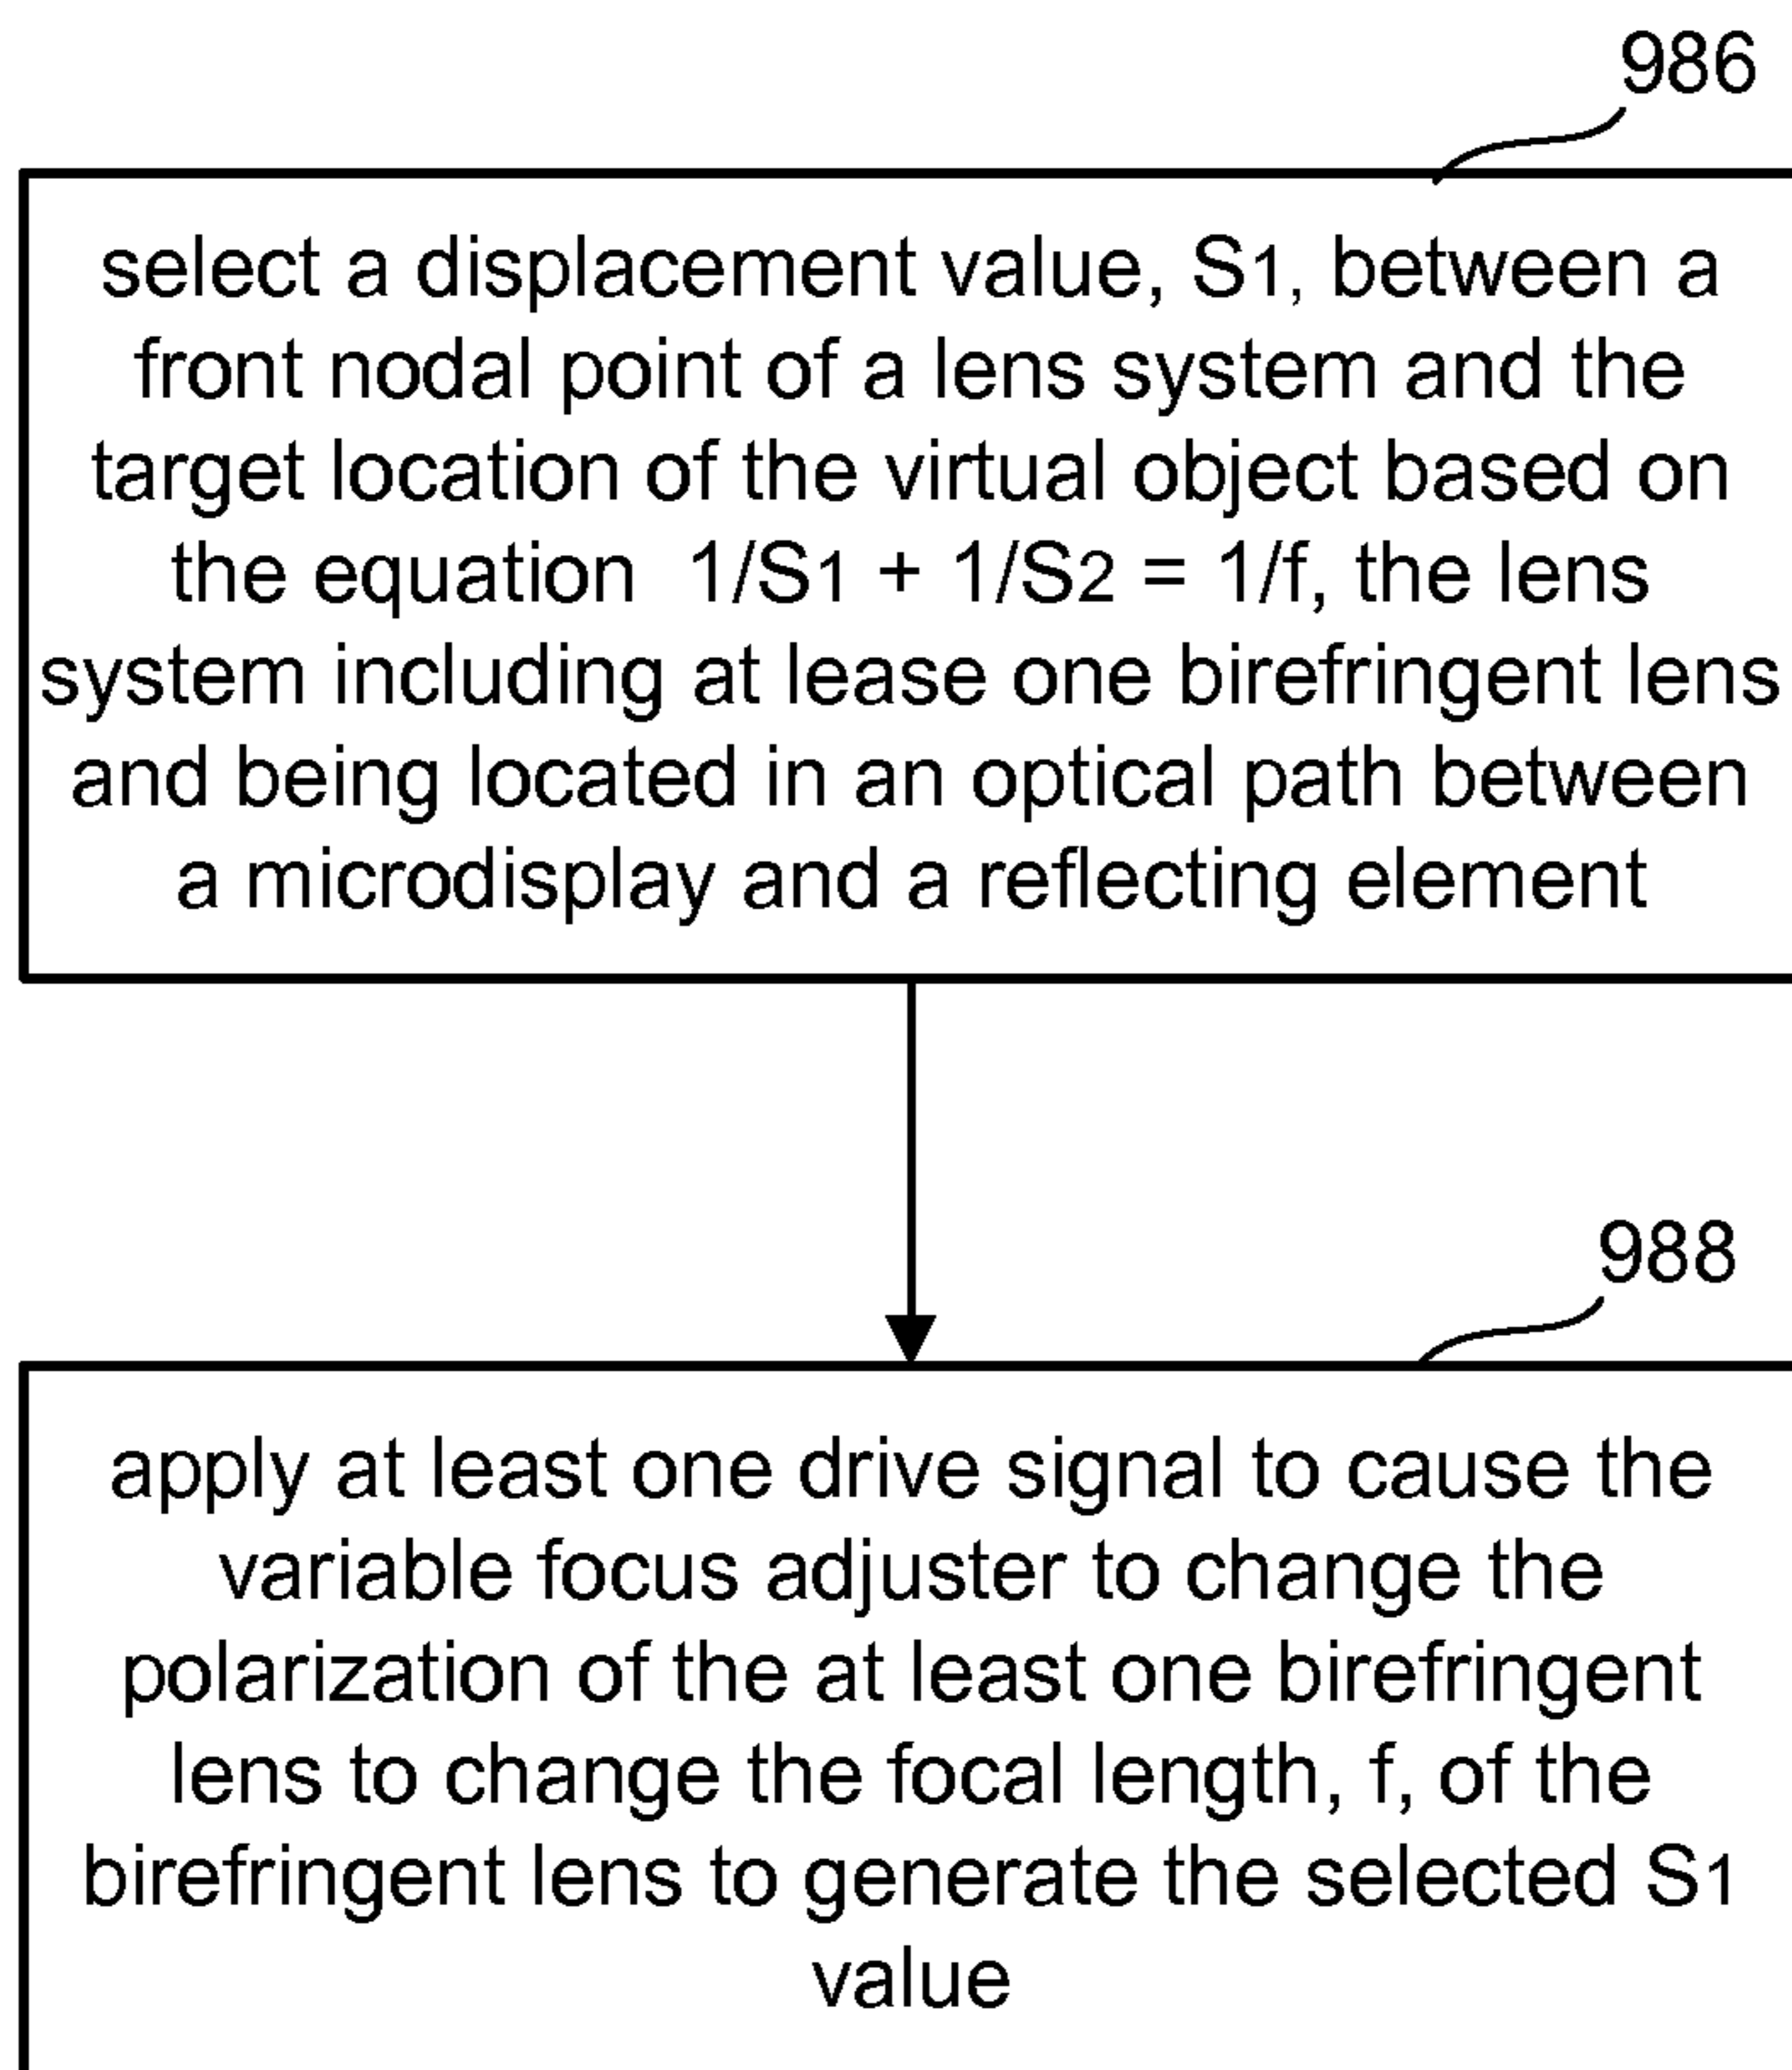 986
select a displacement value, S1, between a
front nodal point of a lens system and the
target location of the virtual object based on
the equation 1/S1 + 1/S2 = 1/f, the lens
system including at lease one birefringent lens
and being located in an optical path between
a microdisplay and a reflecting element
988
apply at least one drive signal to cause the
variable focus adjuster to change the
polarization of the at least one birefringent
lens to change the focal length, f, of the
birefringent lens to generate the selected S1
value